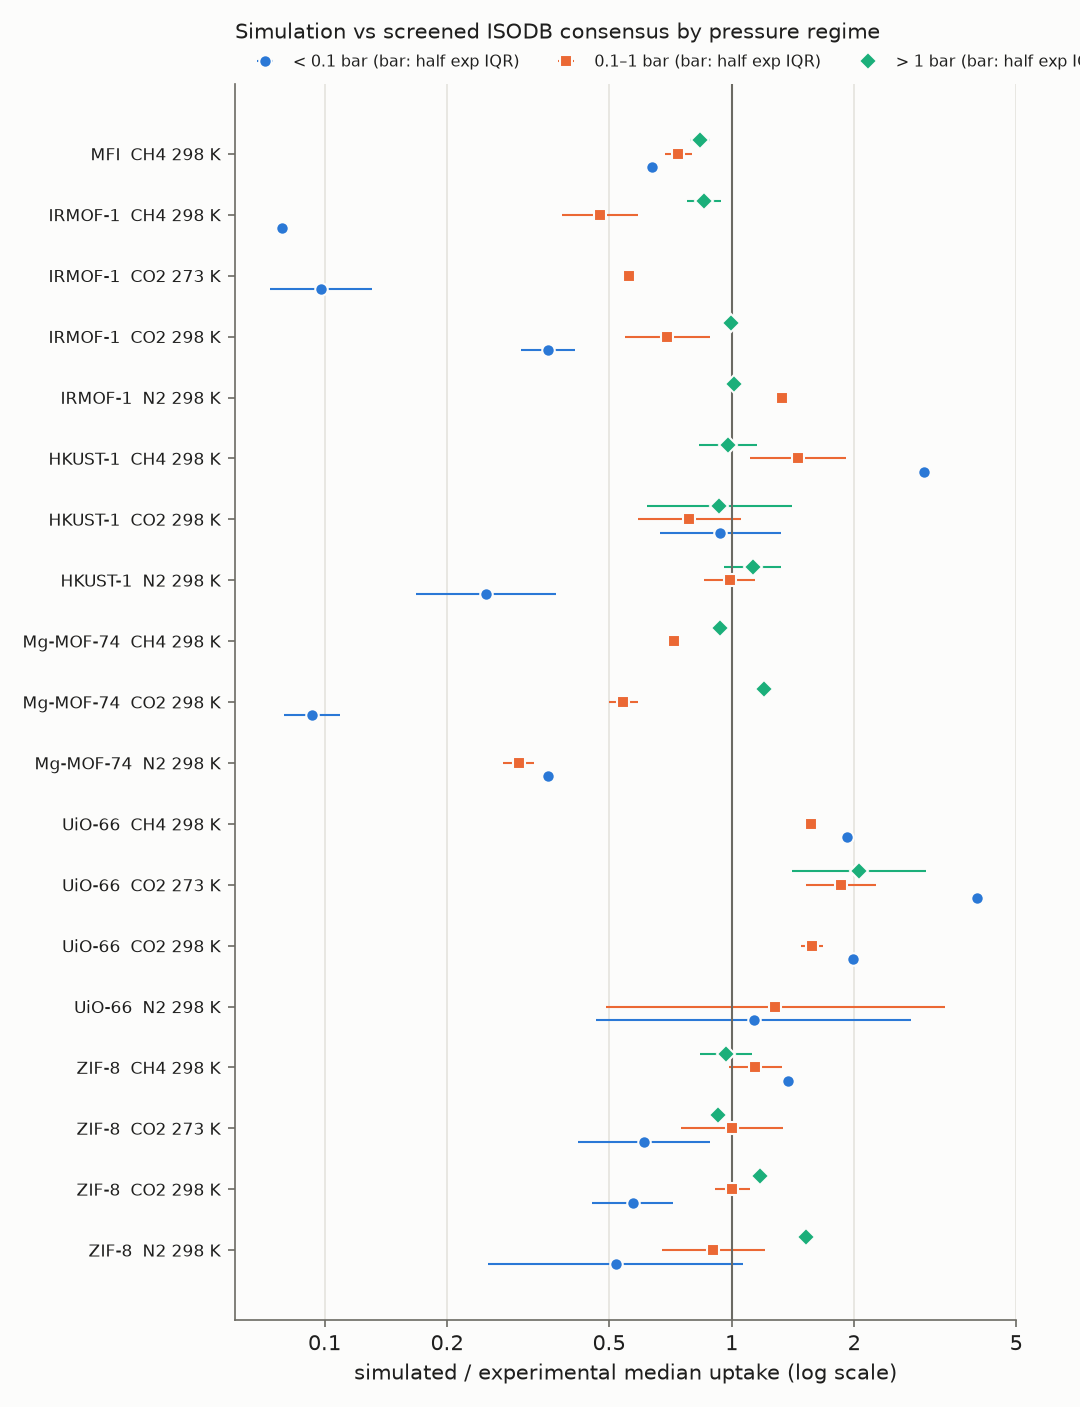 Simulation vs screened ISODB consensus by pressure regime
< 0.1 bar (bar: half exp IQR) 0.1–1 bar (bar: half exp IQR) > 1 bar (bar: half exp
MFI CH4 298 K
IRMOF-1 CH4 298 K
IRMOF-1 CO2 273 K
IRMOF-1 CO2 298 K
IRMOF-1 N2 298 K
HKUST-1 CH4 298 K
HKUST-1 CO2 298 K
HKUST-1 N2 298 K
Mg-MOF-74 CH4 298 K
Mg-MOF-74 CO2 298 K
Mg-MOF-74 N2 298 K
UiO-66 CH4 298 K
UiO-66 CO2 273 K
UiO-66 CO2 298 K
UiO-66 N2 298 K
ZIF-8 CH4 298 K
ZIF-8 CO2 273 K
ZIF-8 CO2 298 K
ZIF-8 N2 298 K
0.1 0.2 0.5 1 2 5
simulated / experimental median uptake (log scale)